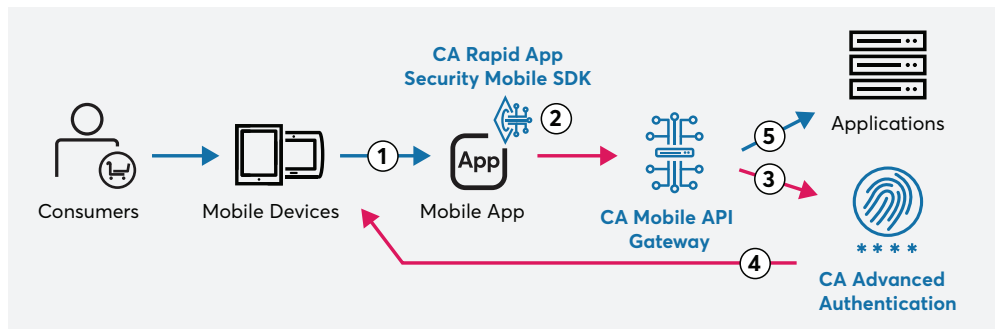 CA Rapid App
Security Mobile SDK
2
5
Applications
1
App
3
Consumers
Mobile Devices
Mobile App
CA Mobile API
Gateway
****
4
CA Advanced
Authentication